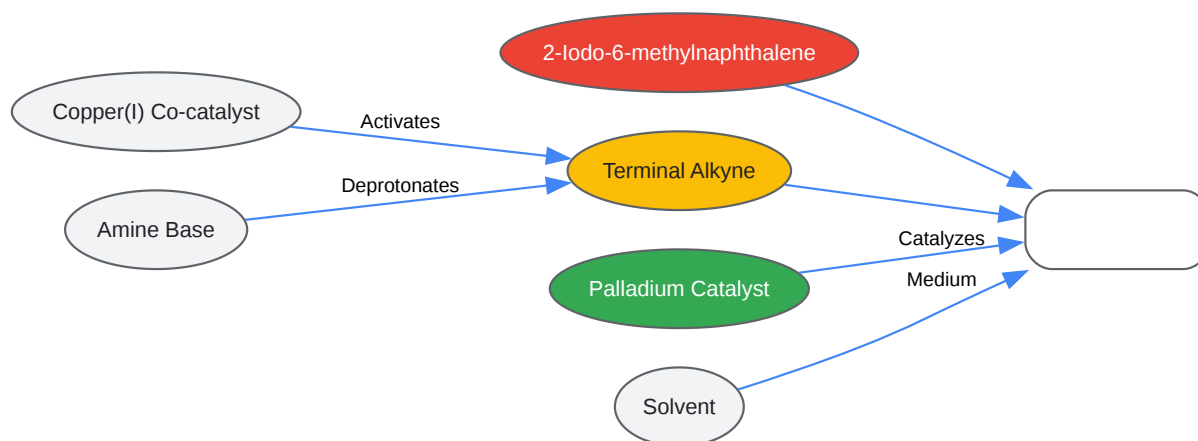 2-Iodo-6-methylnaphthalene
Copper(I) Co-catalyst
Activates
Terminal Alkyne
Deprotonates
Amine Base
Catalyzes
Palladium Catalyst
Medium
Solvent